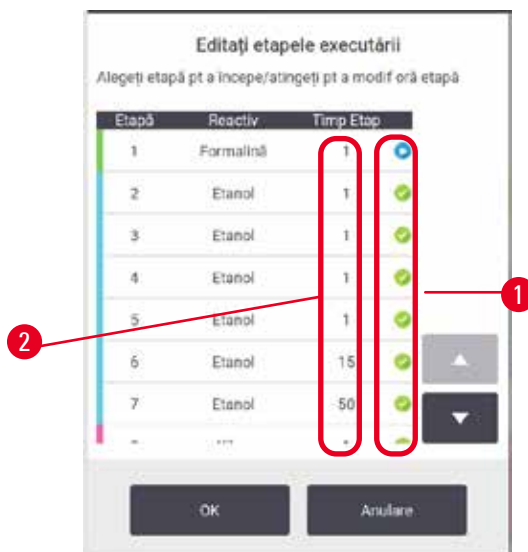 Editați etapele executării
Alegeți etapă pt a începe/atingeți pt a modif oră etapă
Etapă Reactiv Timp Etap
1 Formalină 1
2 Etanol 1
3 Etanol 1
4 Etanol 1
5 Etanol 1
6 Etanol 15
7 Etanol 50
1
2
OK Anulare